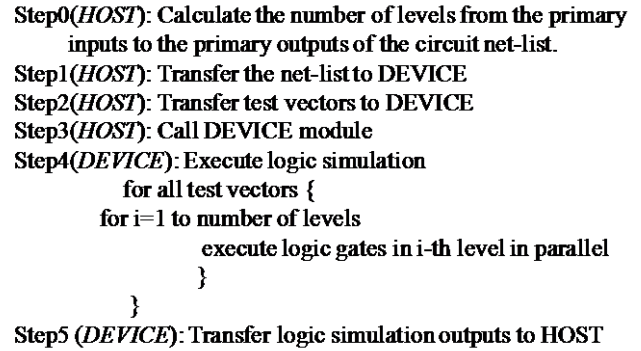 Step0(HOST): Calculate the number of levels from the primary
inputs to the primary outputs of the circuit net-list.
Step1(HOST): Transfer the net-list to DEVICE
Step2(HOST): Transfer test vectors to DEVICE
Step3(HOST): Call DEVICE module
Step4(DEVICE): Execute logic simulation
for all test vectors {
for i=1 to number of levels
execute logic gates in i-th level in parallel
}
}
Step5 (DEVICE): Transfer logic simulation outputs to HOST